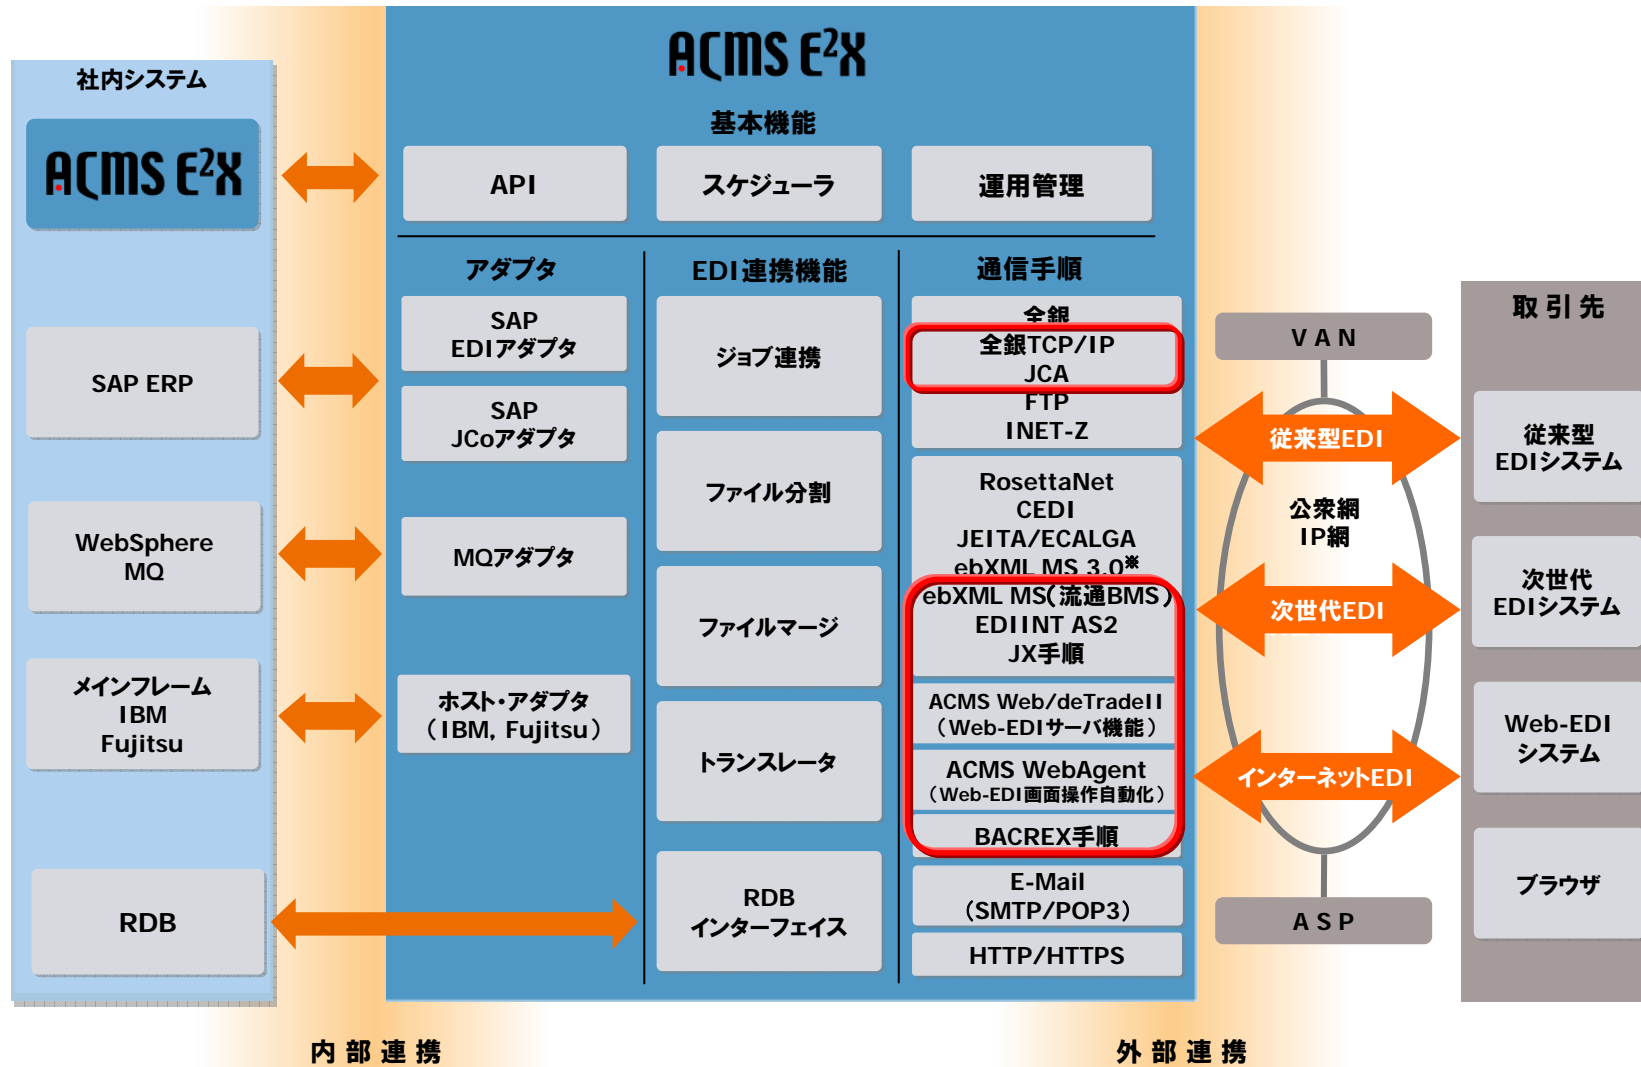 ACMS E²X
基本機能
API
スケジューラ
運用管理
社内システム
ACMS E²X
SAP ERP
WebSphere
MQ
メインフレーム
IBM
Fujitsu
RDB
アダプタ
SAP
EDIアダプタ
SAP
JCoアダプタ
MQアダプタ
ホスト・アダプタ
（IBM, Fujitsu）
EDI連携機能
ジョブ連携
ファイル分割
ファイルマージ
トランスレータ
RDB
インターフェイス
通信手順
全銀
全銀TCP/IP
JCA
FTP
INET-Z
RosettaNet
CEDI
JEITA/ECALGA
ebXML MS 3.0※
ebXML MS(流通BMS)
EDIINT AS2
JX手順
ACMS Web/deTradeII
（Web-EDIサーバ機能）
ACMS WebAgent
（Web-EDI画面操作自動化）
BACREX手順
E-Mail
(SMTP/POP3)
HTTP/HTTPS
VAN
従来型EDI
公衆網
IP網
次世代EDI
インターネットEDI
ASP
取引先
従来型
EDIシステム
次世代
EDIシステム
Web-EDI
システム
ブラウザ
内部連携
外部連携